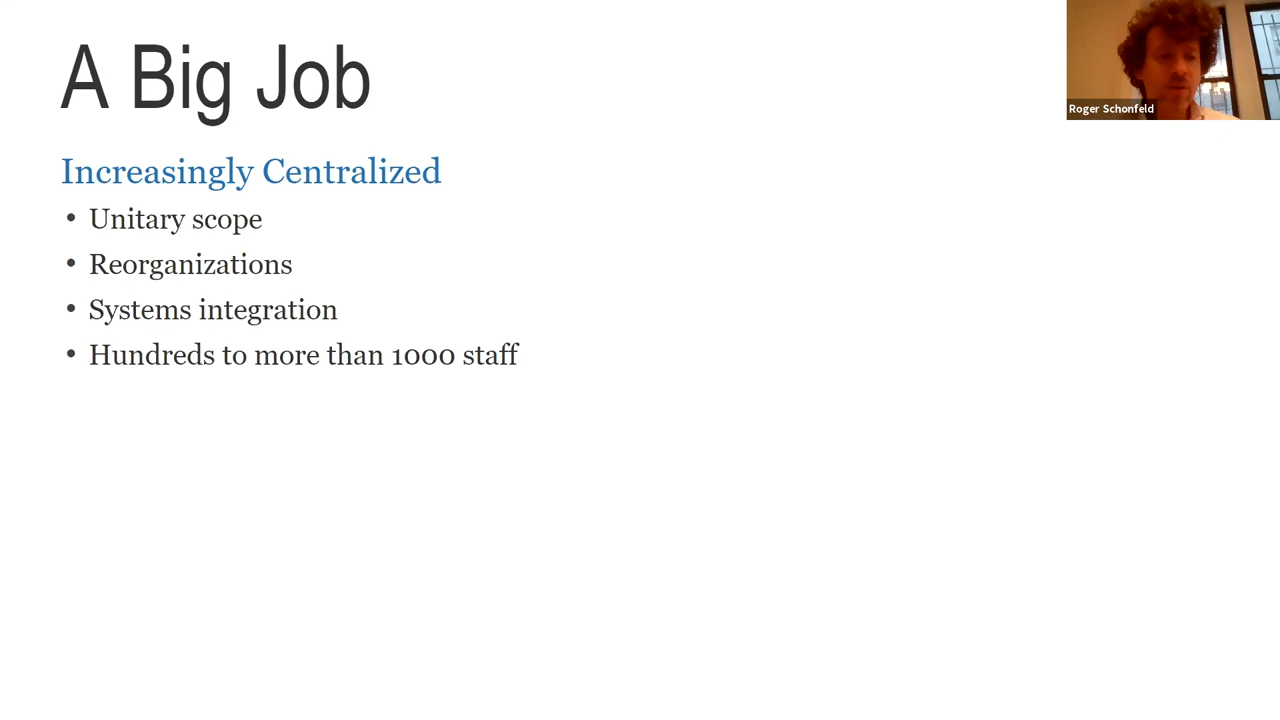 A Big Job
Roger Schonfeld
Increasingly Centralized
• Unitary scope
• Reorganizations
• Systems integration
• Hundreds to more than 1000 staff